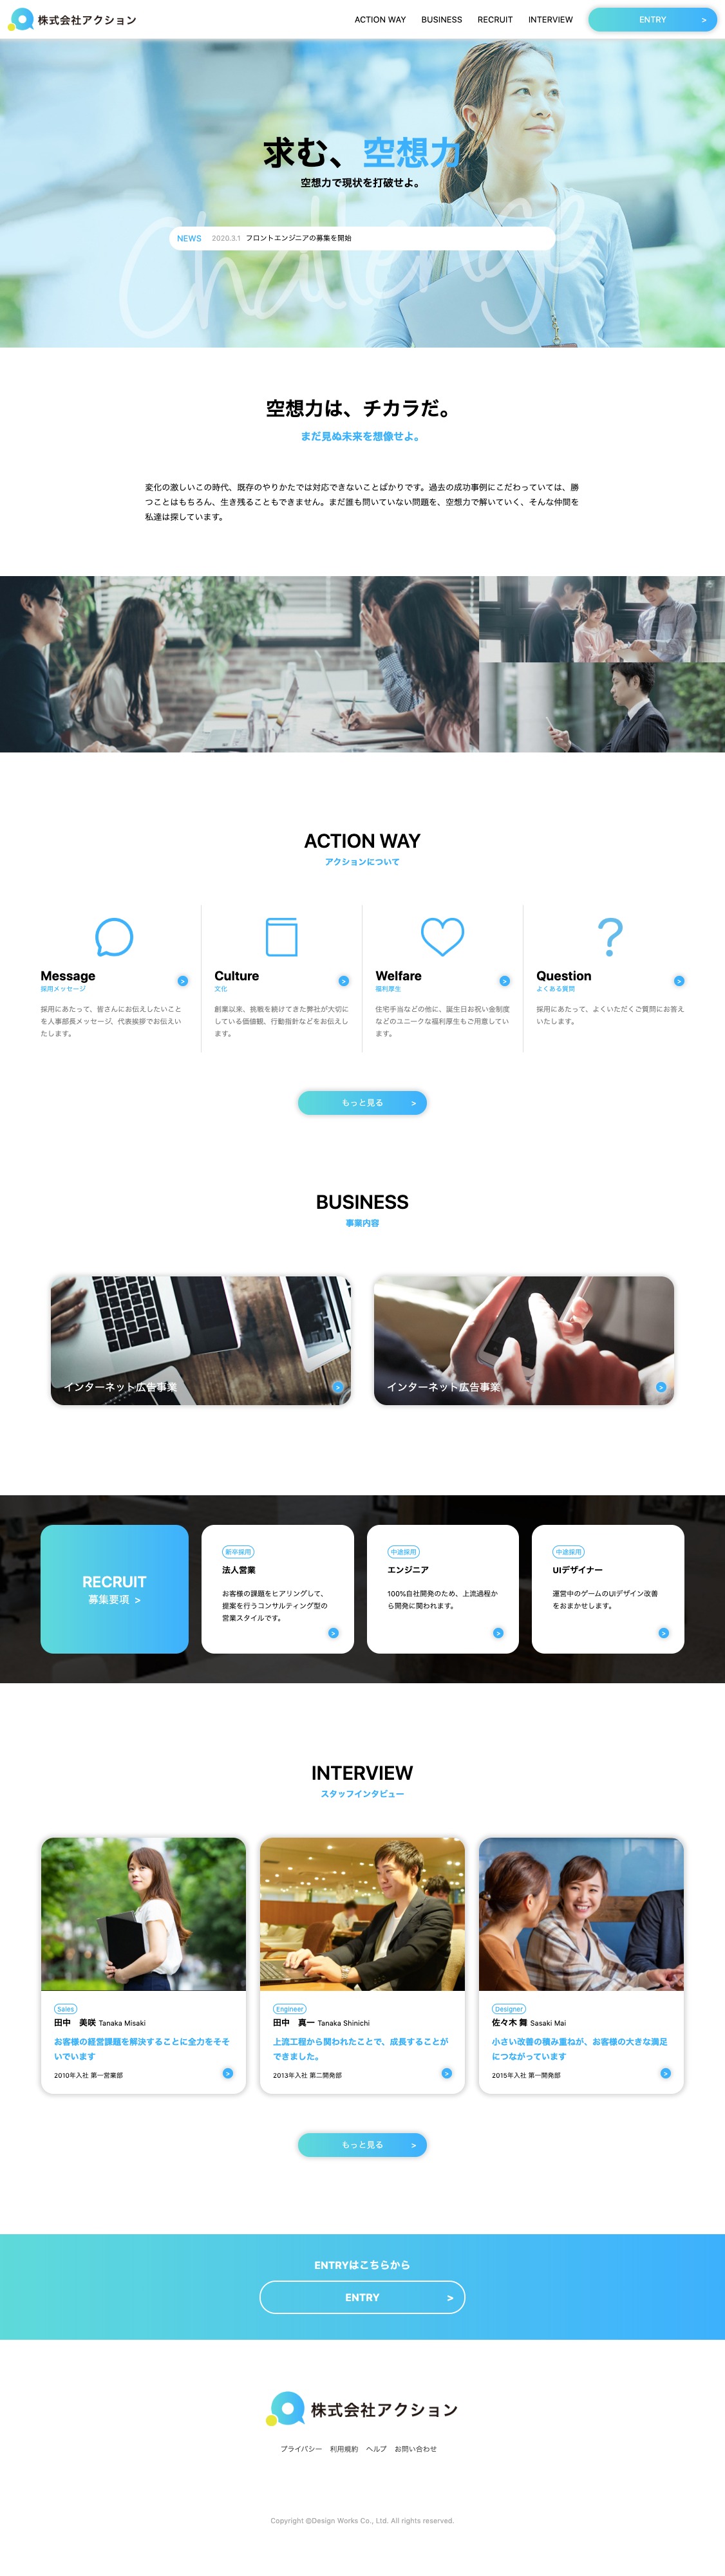 株式会社アクション
ACTION WAY
BUSINESS
RECRUIT
INTERVIEW
ENTRY >
求む、空想力
空想力で現状を打破せよ。
Challenge
NEWS 2020.3.1 フロントエンジニアの募集を開始
空想力は、チカラだ。
まだ見ぬ未来を想像せよ。
変化の激しいこの時代、既存のやりかたでは対応できないことばかりです。過去の成功事例にこだわっていては、勝
つことはもちろん、生き残ることもできません。まだ誰も問いていない問題を、空想力で解いていく、そんな仲間を
私達は探しています。
ACTION WAY
アクションについて
Message
採用メッセージ
>
採用にあたって、皆さんにお伝えしたいこと
を人事部長メッセージ、代表挨拶でお伝えい
たします。
Culture
文化
>
創業以来、挑戦を続けてきた弊社が大切に
している価値観、行動指針などをお伝えし
ます。
Welfare
福利厚生
>
住宅手当などの他に、誕生日お祝い金制度
などのユニークな福利厚生もご用意してい
ます。
Question
よくある質問
>
採用にあたって、よくいただくご質問にお答え
いたします。
もっと見る >
BUSINESS
事業内容
インターネット広告事業 >
インターネット広告事業 >
RECRUIT
募集要項 >
新卒採用
法人営業
お客様の課題をヒアリングして、
提案を行うコンサルティング型の
営業スタイルです。
>
中途採用
エンジニア
100%自社開発のため、上流過程か
ら開発に関われます。
>
中途採用
UIデザイナー
運営中のゲームのUIデザイン改善
をおまかせします。
>
INTERVIEW
スタッフインタビュー
Sales
田中 美咲 Tanaka Misaki
お客様の経営課題を解決することに全力をそそ
いでいます
2010年入社 第一営業部
>
Engineer
田中 真一 Tanaka Shinichi
上流工程から関われたことで、成長することが
できました。
2013年入社 第二開発部
>
Designer
佐々木 舞 Sasaki Mai
小さい改善の積み重ねが、お客様の大きな満足
につながっています
2015年入社 第一開発部
>
もっと見る >
ENTRYはこちらから
ENTRY >
株式会社アクション
プライバシー 利用規約 ヘルプ お問い合わせ
Copyright ©Design Works Co., Ltd. All rights reserved.